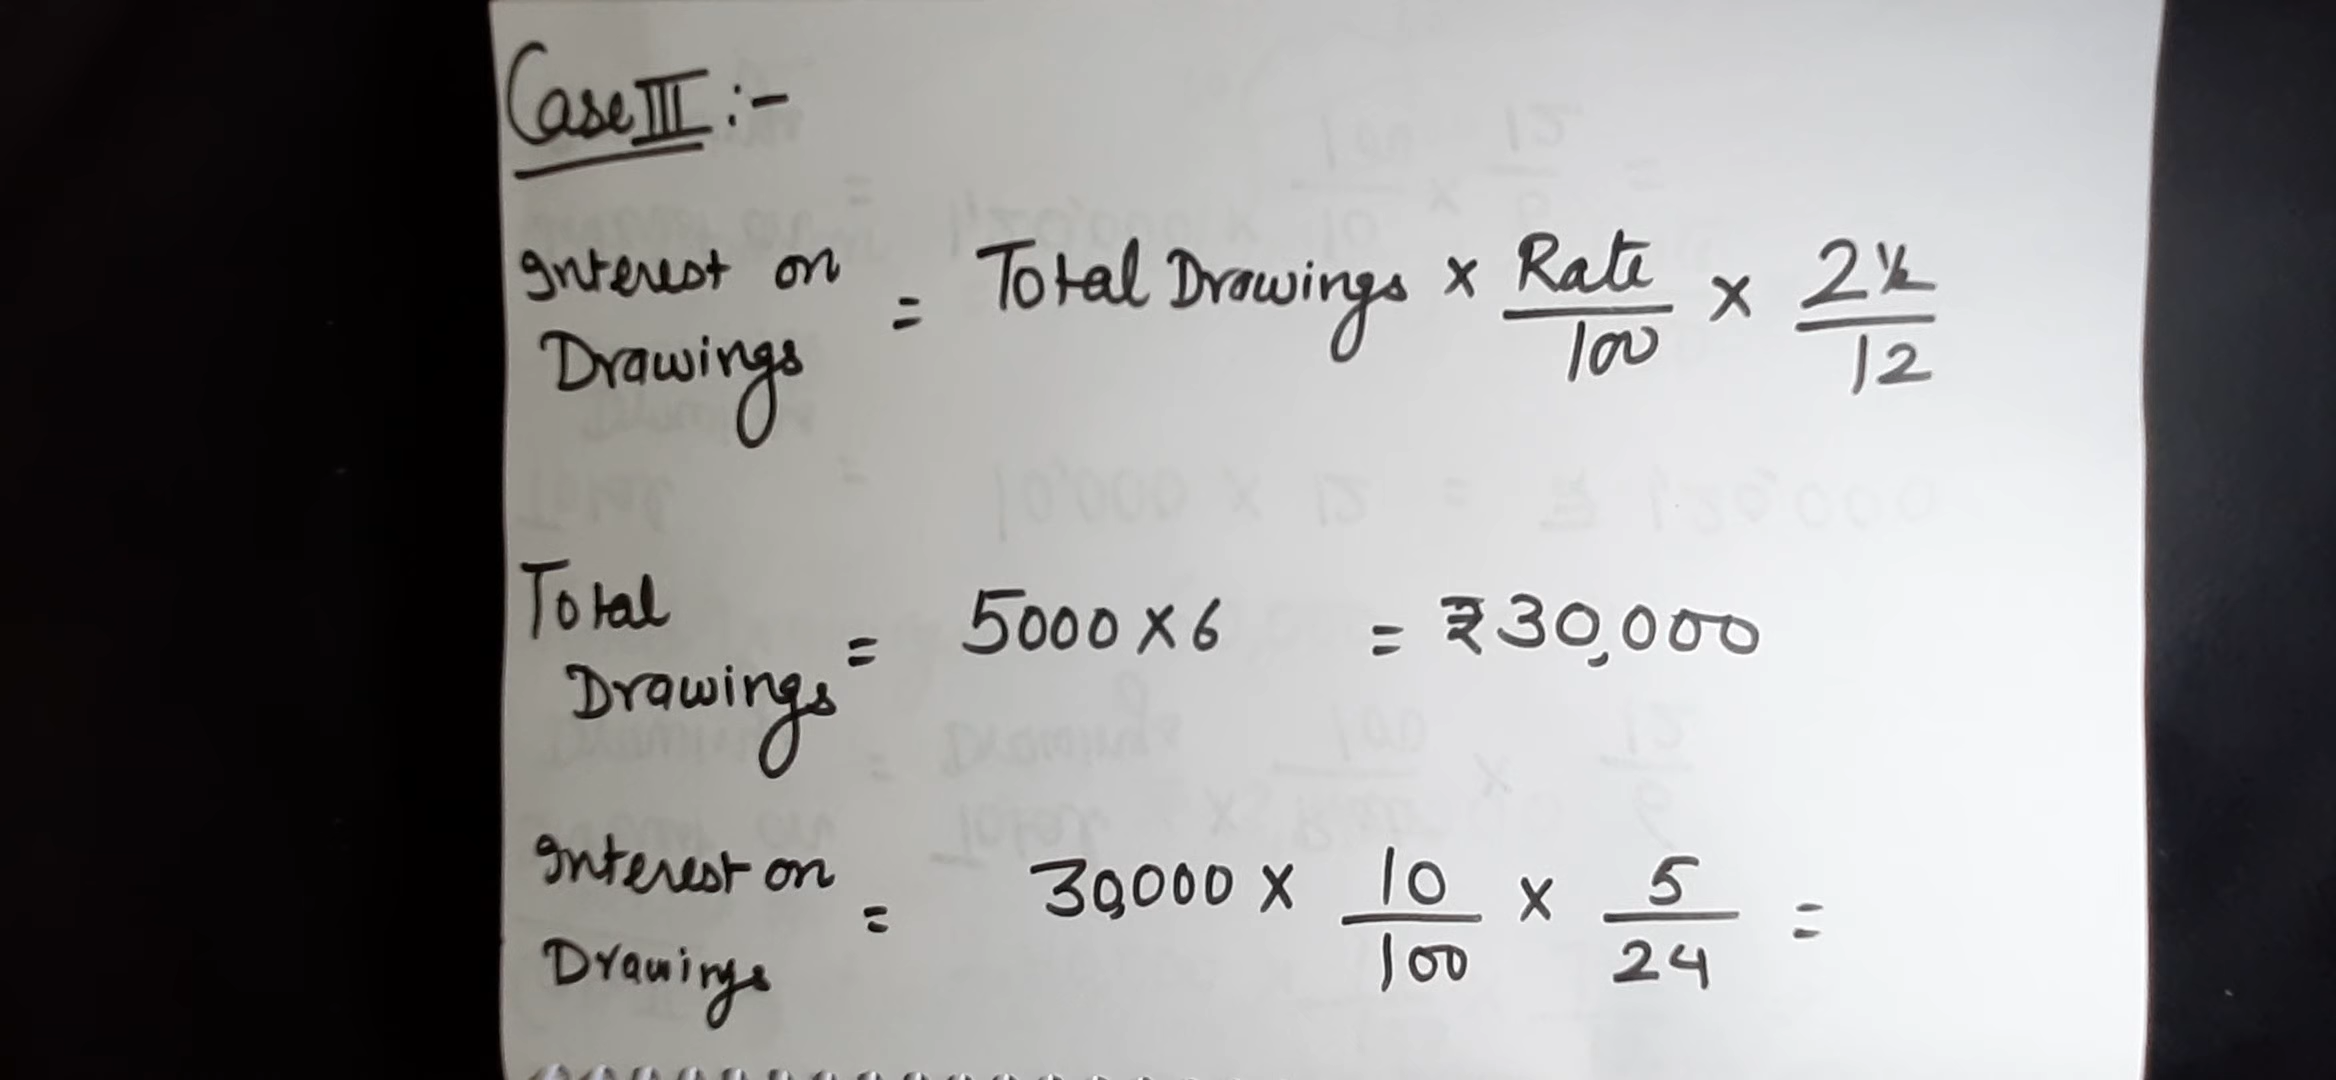 Case III :-
Interest on Drawings = Total Drawings × Rate/100 × 2½/12
Total Drawings = 5000 × 6 = ₹30,000
Interest on Drawings = 30,000 × 10/100 × 5/24 =